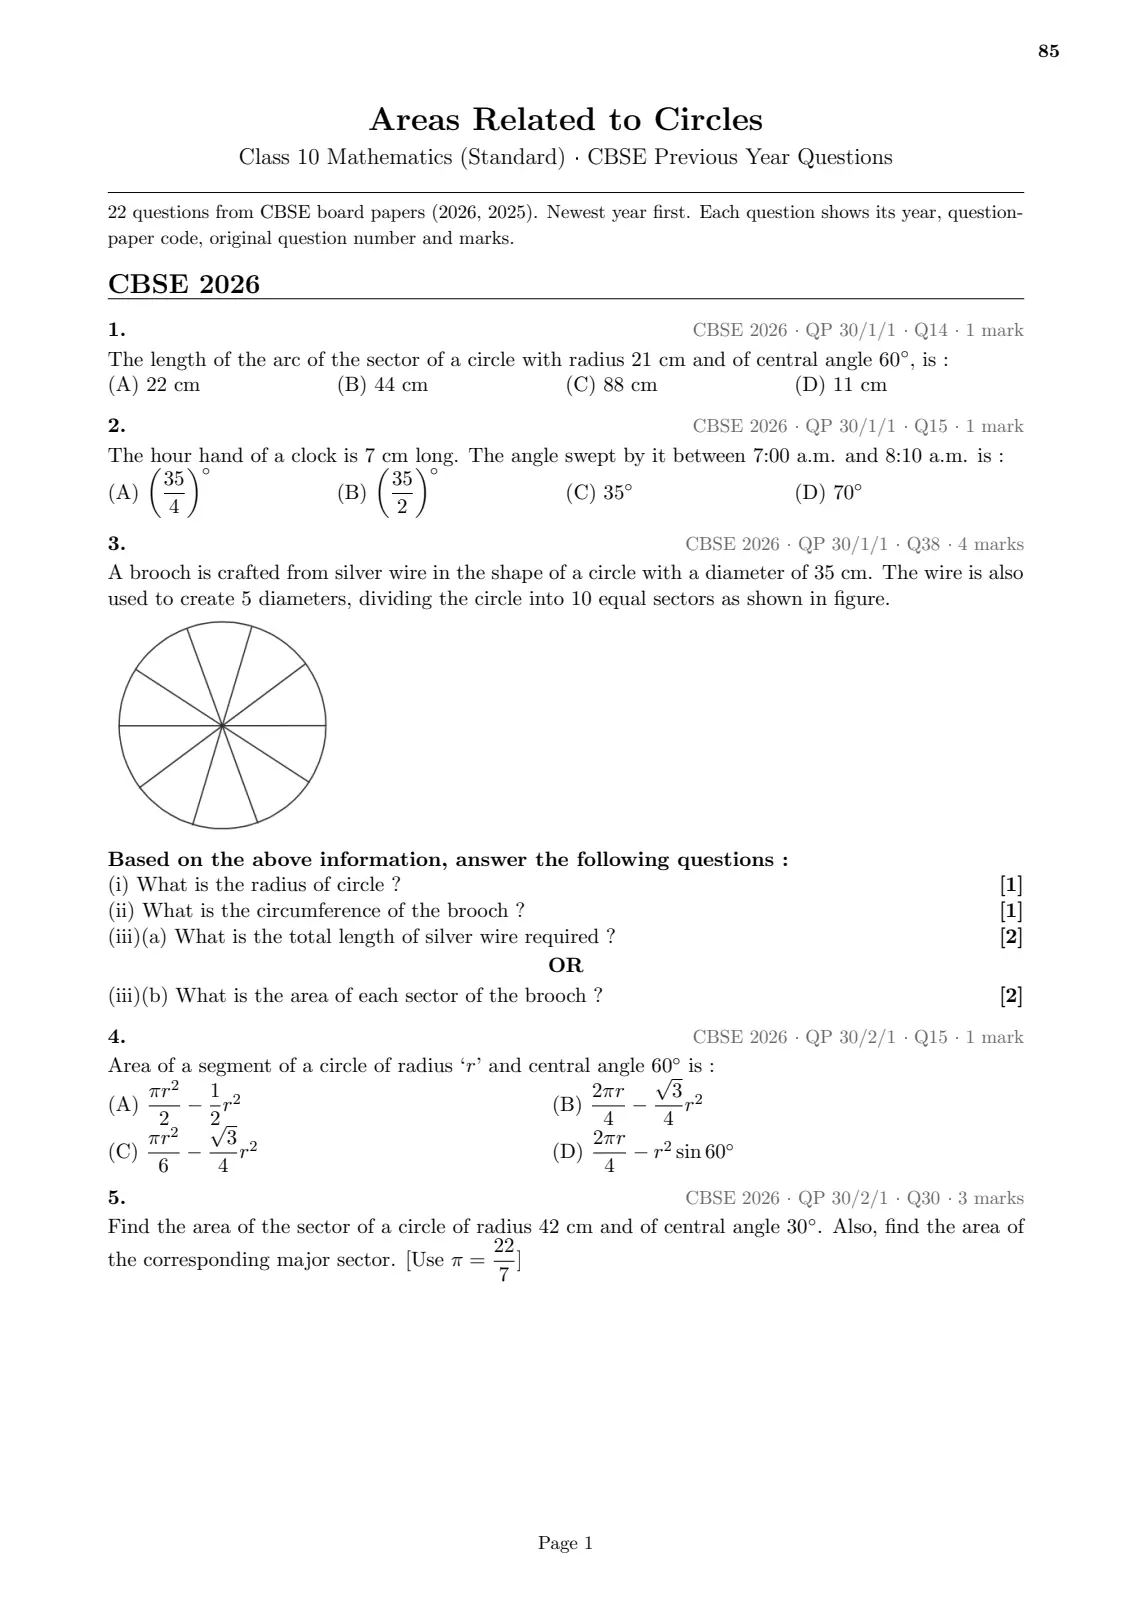 85
Areas Related to Circles
Class 10 Mathematics (Standard) · CBSE Previous Year Questions
22 questions from CBSE board papers (2026, 2025). Newest year first. Each question shows its year, question-
paper code, original question number and marks.
CBSE 2026
1. CBSE 2026 · QP 30/1/1 · Q14 · 1 mark
The length of the arc of the sector of a circle with radius 21 cm and of central angle 60°, is :
(A) 22 cm (B) 44 cm (C) 88 cm (D) 11 cm
2. CBSE 2026 · QP 30/1/1 · Q15 · 1 mark
The hour hand of a clock is 7 cm long. The angle swept by it between 7:00 a.m. and 8:10 a.m. is :
(A) (35/4)° (B) (35/2)° (C) 35° (D) 70°
3. CBSE 2026 · QP 30/1/1 · Q38 · 4 marks
A brooch is crafted from silver wire in the shape of a circle with a diameter of 35 cm. The wire is also
used to create 5 diameters, dividing the circle into 10 equal sectors as shown in figure.
Based on the above information, answer the following questions :
(i) What is the radius of circle ? [1]
(ii) What is the circumference of the brooch ? [1]
(iii)(a) What is the total length of silver wire required ? [2]
OR
(iii)(b) What is the area of each sector of the brooch ? [2]
4. CBSE 2026 · QP 30/2/1 · Q15 · 1 mark
Area of a segment of a circle of radius ‘r’ and central angle 60° is :
(A) πr²/2 − 1/2 r² (B) 2πr/4 − √3/4 r²
(C) πr²/6 − √3/4 r² (D) 2πr/4 − r² sin 60°
5. CBSE 2026 · QP 30/2/1 · Q30 · 3 marks
Find the area of the sector of a circle of radius 42 cm and of central angle 30°. Also, find the area of
the corresponding major sector. [Use π = 22/7]
Page 1